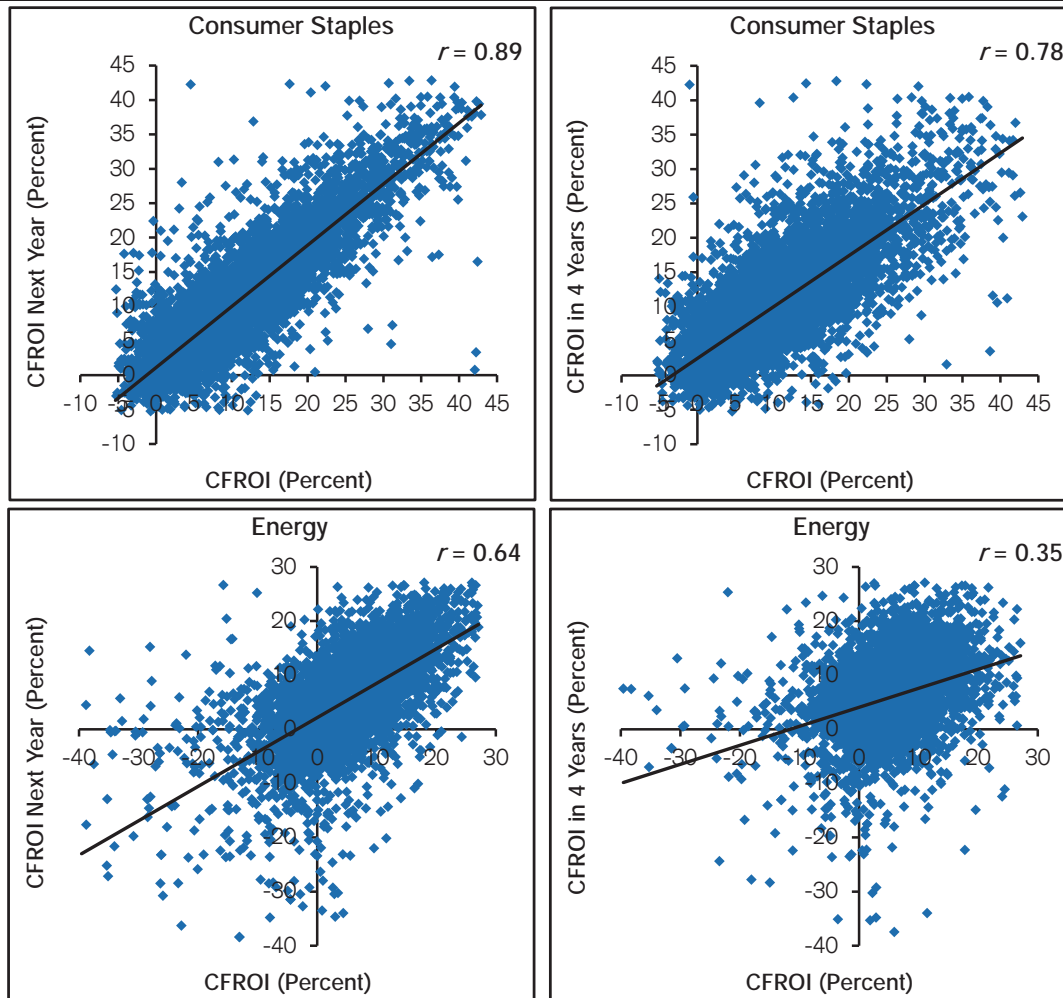 Consumer Staples
r = 0.89
45
40
35
30
25
20
15
10
5
0
-5
-10
-10 -5 0 5 10 15 20 25 30 35 40 45
CFROI Next Year (Percent)
CFROI (Percent)
Consumer Staples
r = 0.78
45
40
35
30
25
20
15
10
5
0
-5
-10
-10 -5 0 5 10 15 20 25 30 35 40 45
CFROI in 4 Years (Percent)
CFROI (Percent)
Energy
r = 0.64
30
20
10
0
-10
-20
-30
-40
-40 -30 -20 -10 0 10 20 30
CFROI Next Year (Percent)
CFROI (Percent)
Energy
r = 0.35
30
20
10
0
-10
-20
-30
-40
-40 -30 -20 -10 0 10 20 30
CFROI in 4 Years (Percent)
CFROI (Percent)